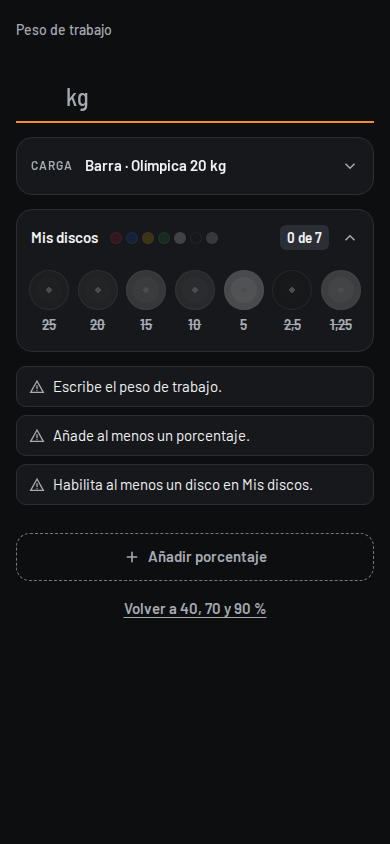 Peso de trabajo
kg
CARGA Barra · Olímpica 20 kg
Mis discos 0 de 7
25 20 15 10 5 2,5 1,25
Escribe el peso de trabajo.
Añade al menos un porcentaje.
Habilita al menos un disco en Mis discos.
+ Añadir porcentaje
Volver a 40, 70 y 90 %